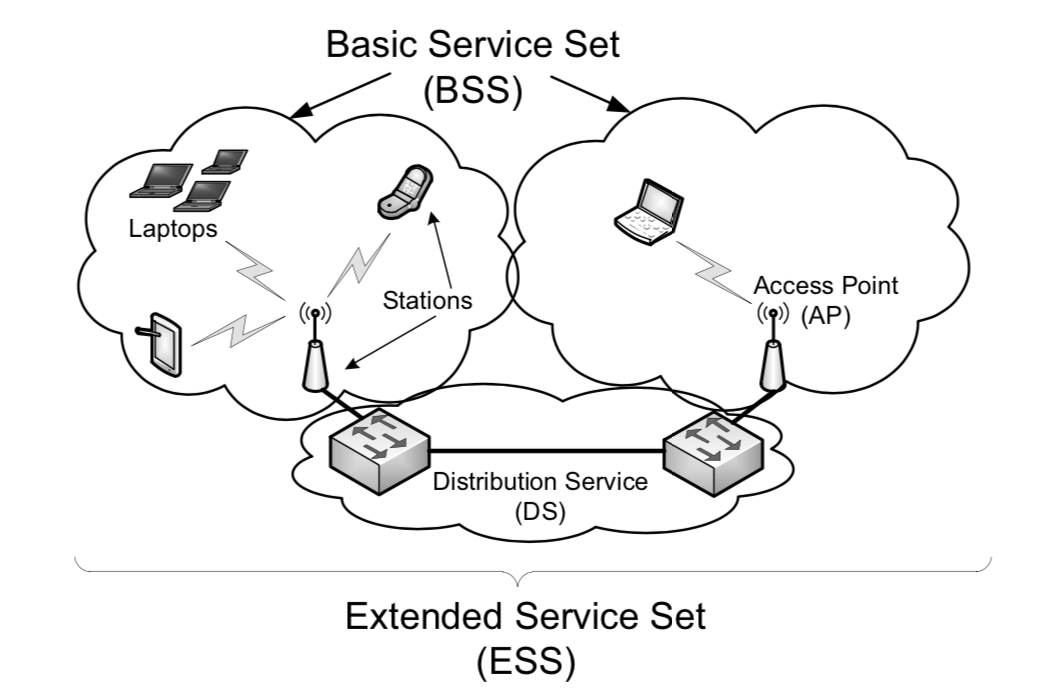 Basic Service Set
(BSS)
Laptops
Stations
Access Point
(AP)
Distribution Service
(DS)
Extended Service Set
(ESS)